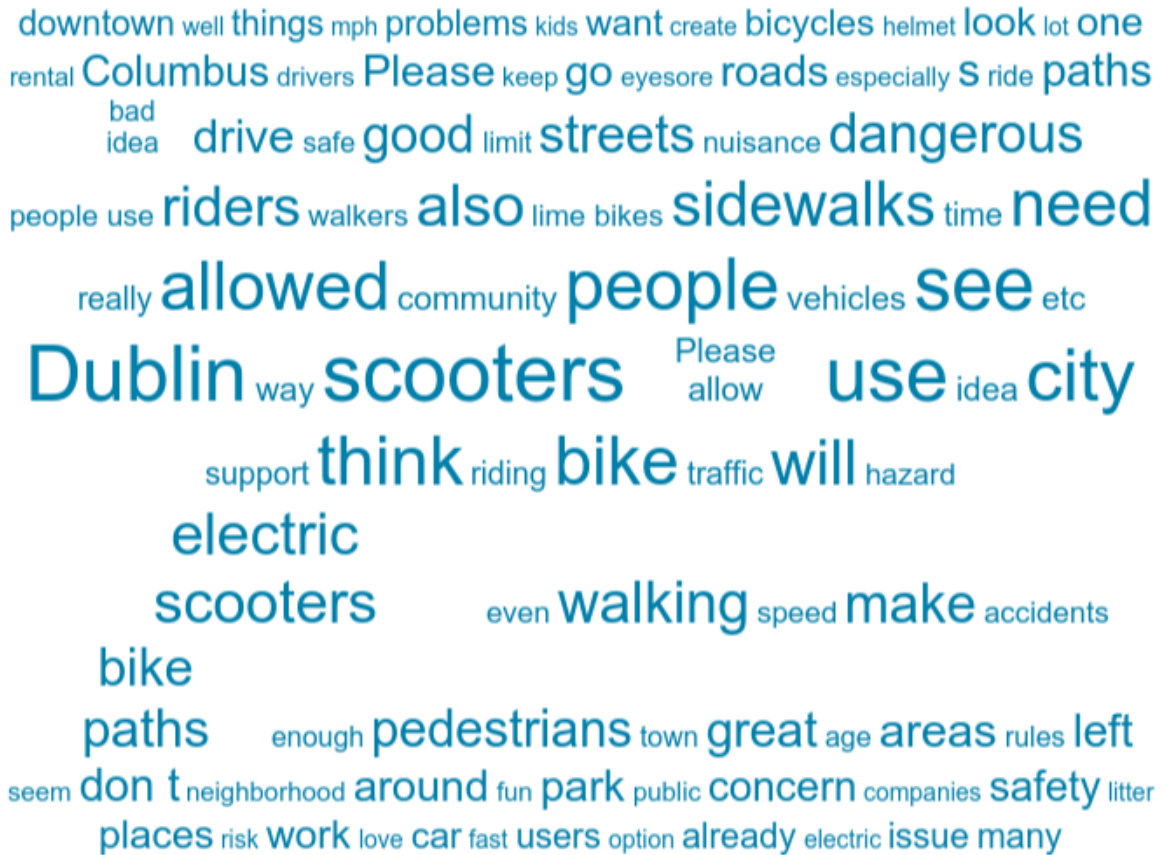 downtown well things mph problems kids want create bicycles helmet look lot one
rental Columbus drivers Please keep go eyesore roads especially s ride paths
bad
idea drive safe good limit streets nuisance dangerous
people use riders walkers also lime bikes sidewalks time need
really allowed community people vehicles see etc
Please
allow
Dublin way scooters use idea city
support think riding bike traffic will hazard
electric
scooters even walking speed make accidents
bike
paths enough pedestrians town great age areas rules left
seem don t neighborhood around fun park public concern companies safety litter
places risk work love car fast users option already electric issue many